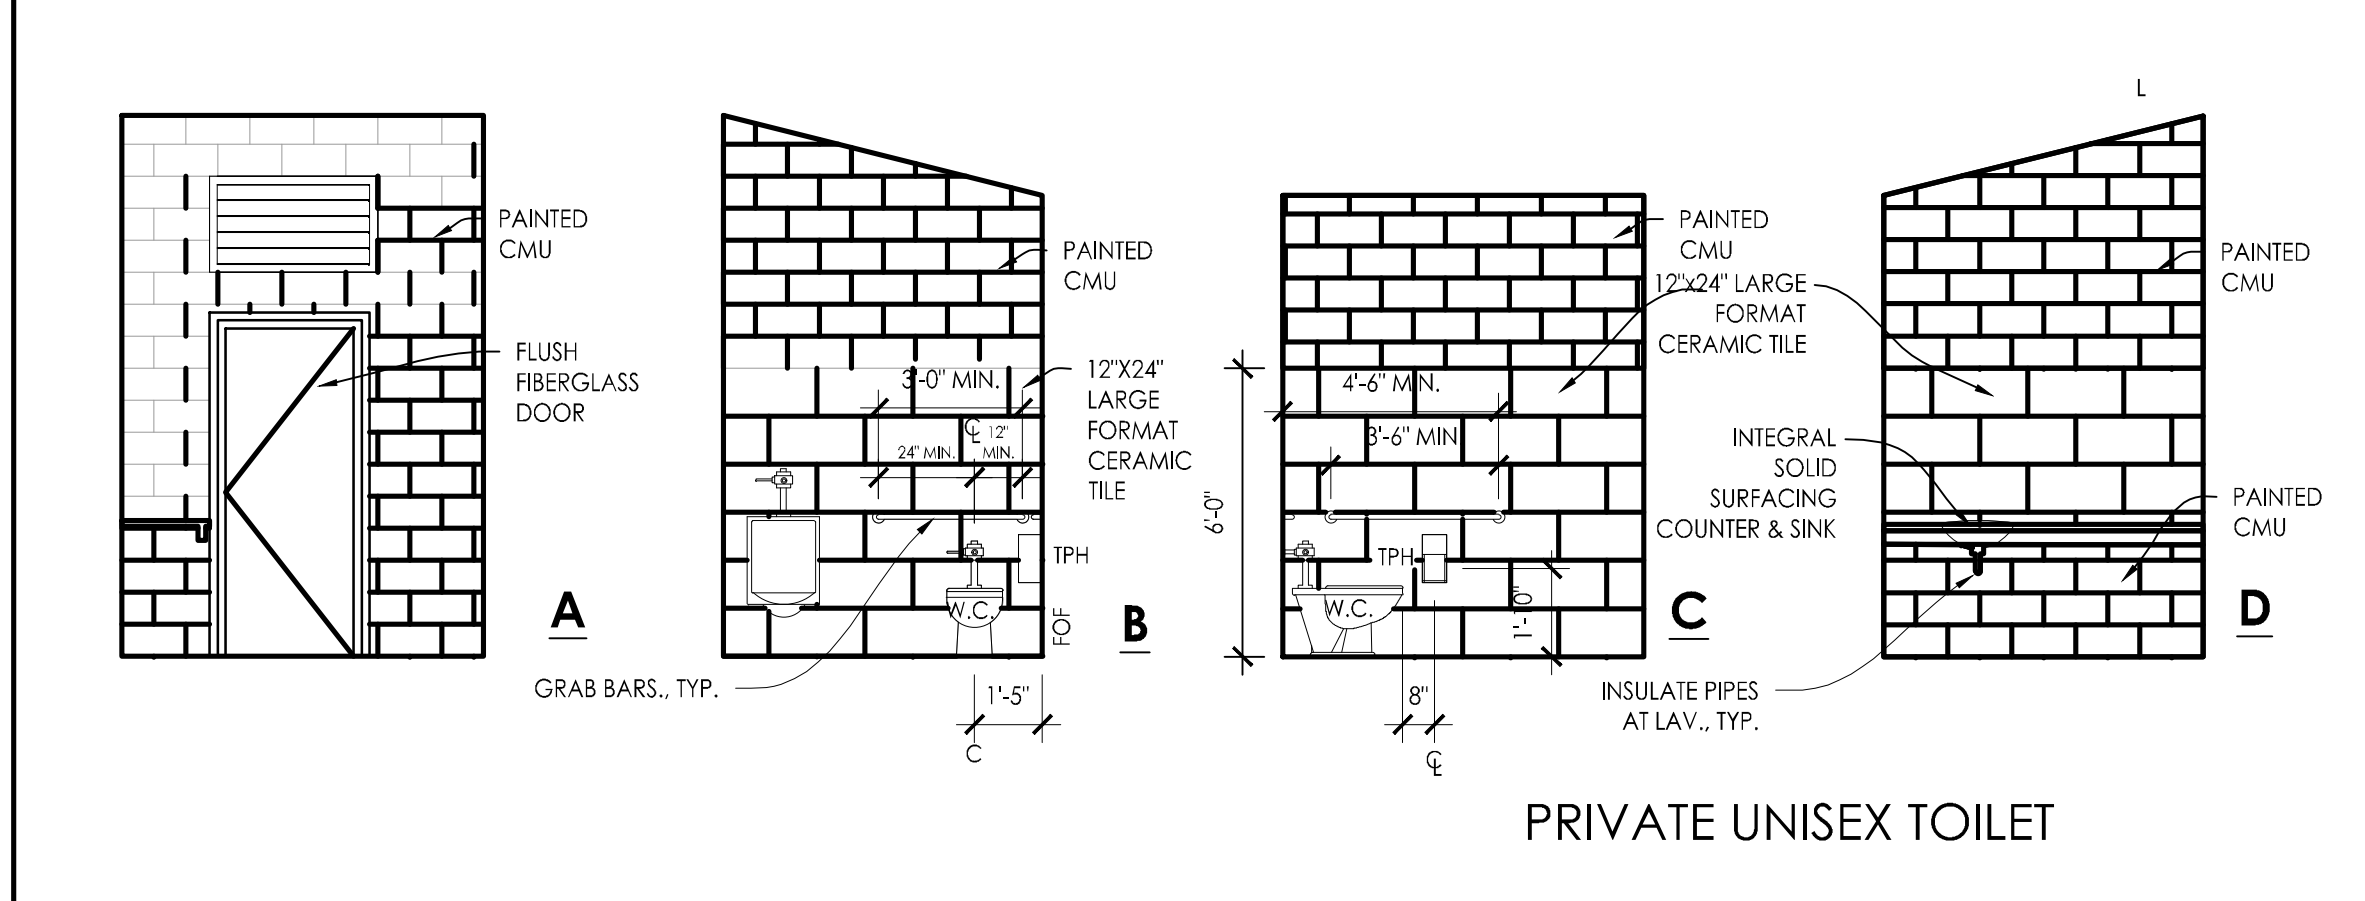 PAINTED
CMU
FLUSH
FIBERGLASS
DOOR
A
PAINTED
CMU
12"X24"
LARGE
FORMAT
CERAMIC
TILE
3'-0" MIN.
℄ 12"
24" MIN. MIN.
TPH
W.C.
FOF
GRAB BARS., TYP.
1'-5"
C
B
PAINTED
CMU
12"x24" LARGE
FORMAT
CERAMIC TILE
4'-6" MIN.
3'-6" MIN
6'-0"
TPH
W.C.
1'-10"
8"
℄
C
L
PAINTED
CMU
INTEGRAL
SOLID
SURFACING
COUNTER & SINK
PAINTED
CMU
INSULATE PIPES
AT LAV., TYP.
D
PRIVATE UNISEX TOILET